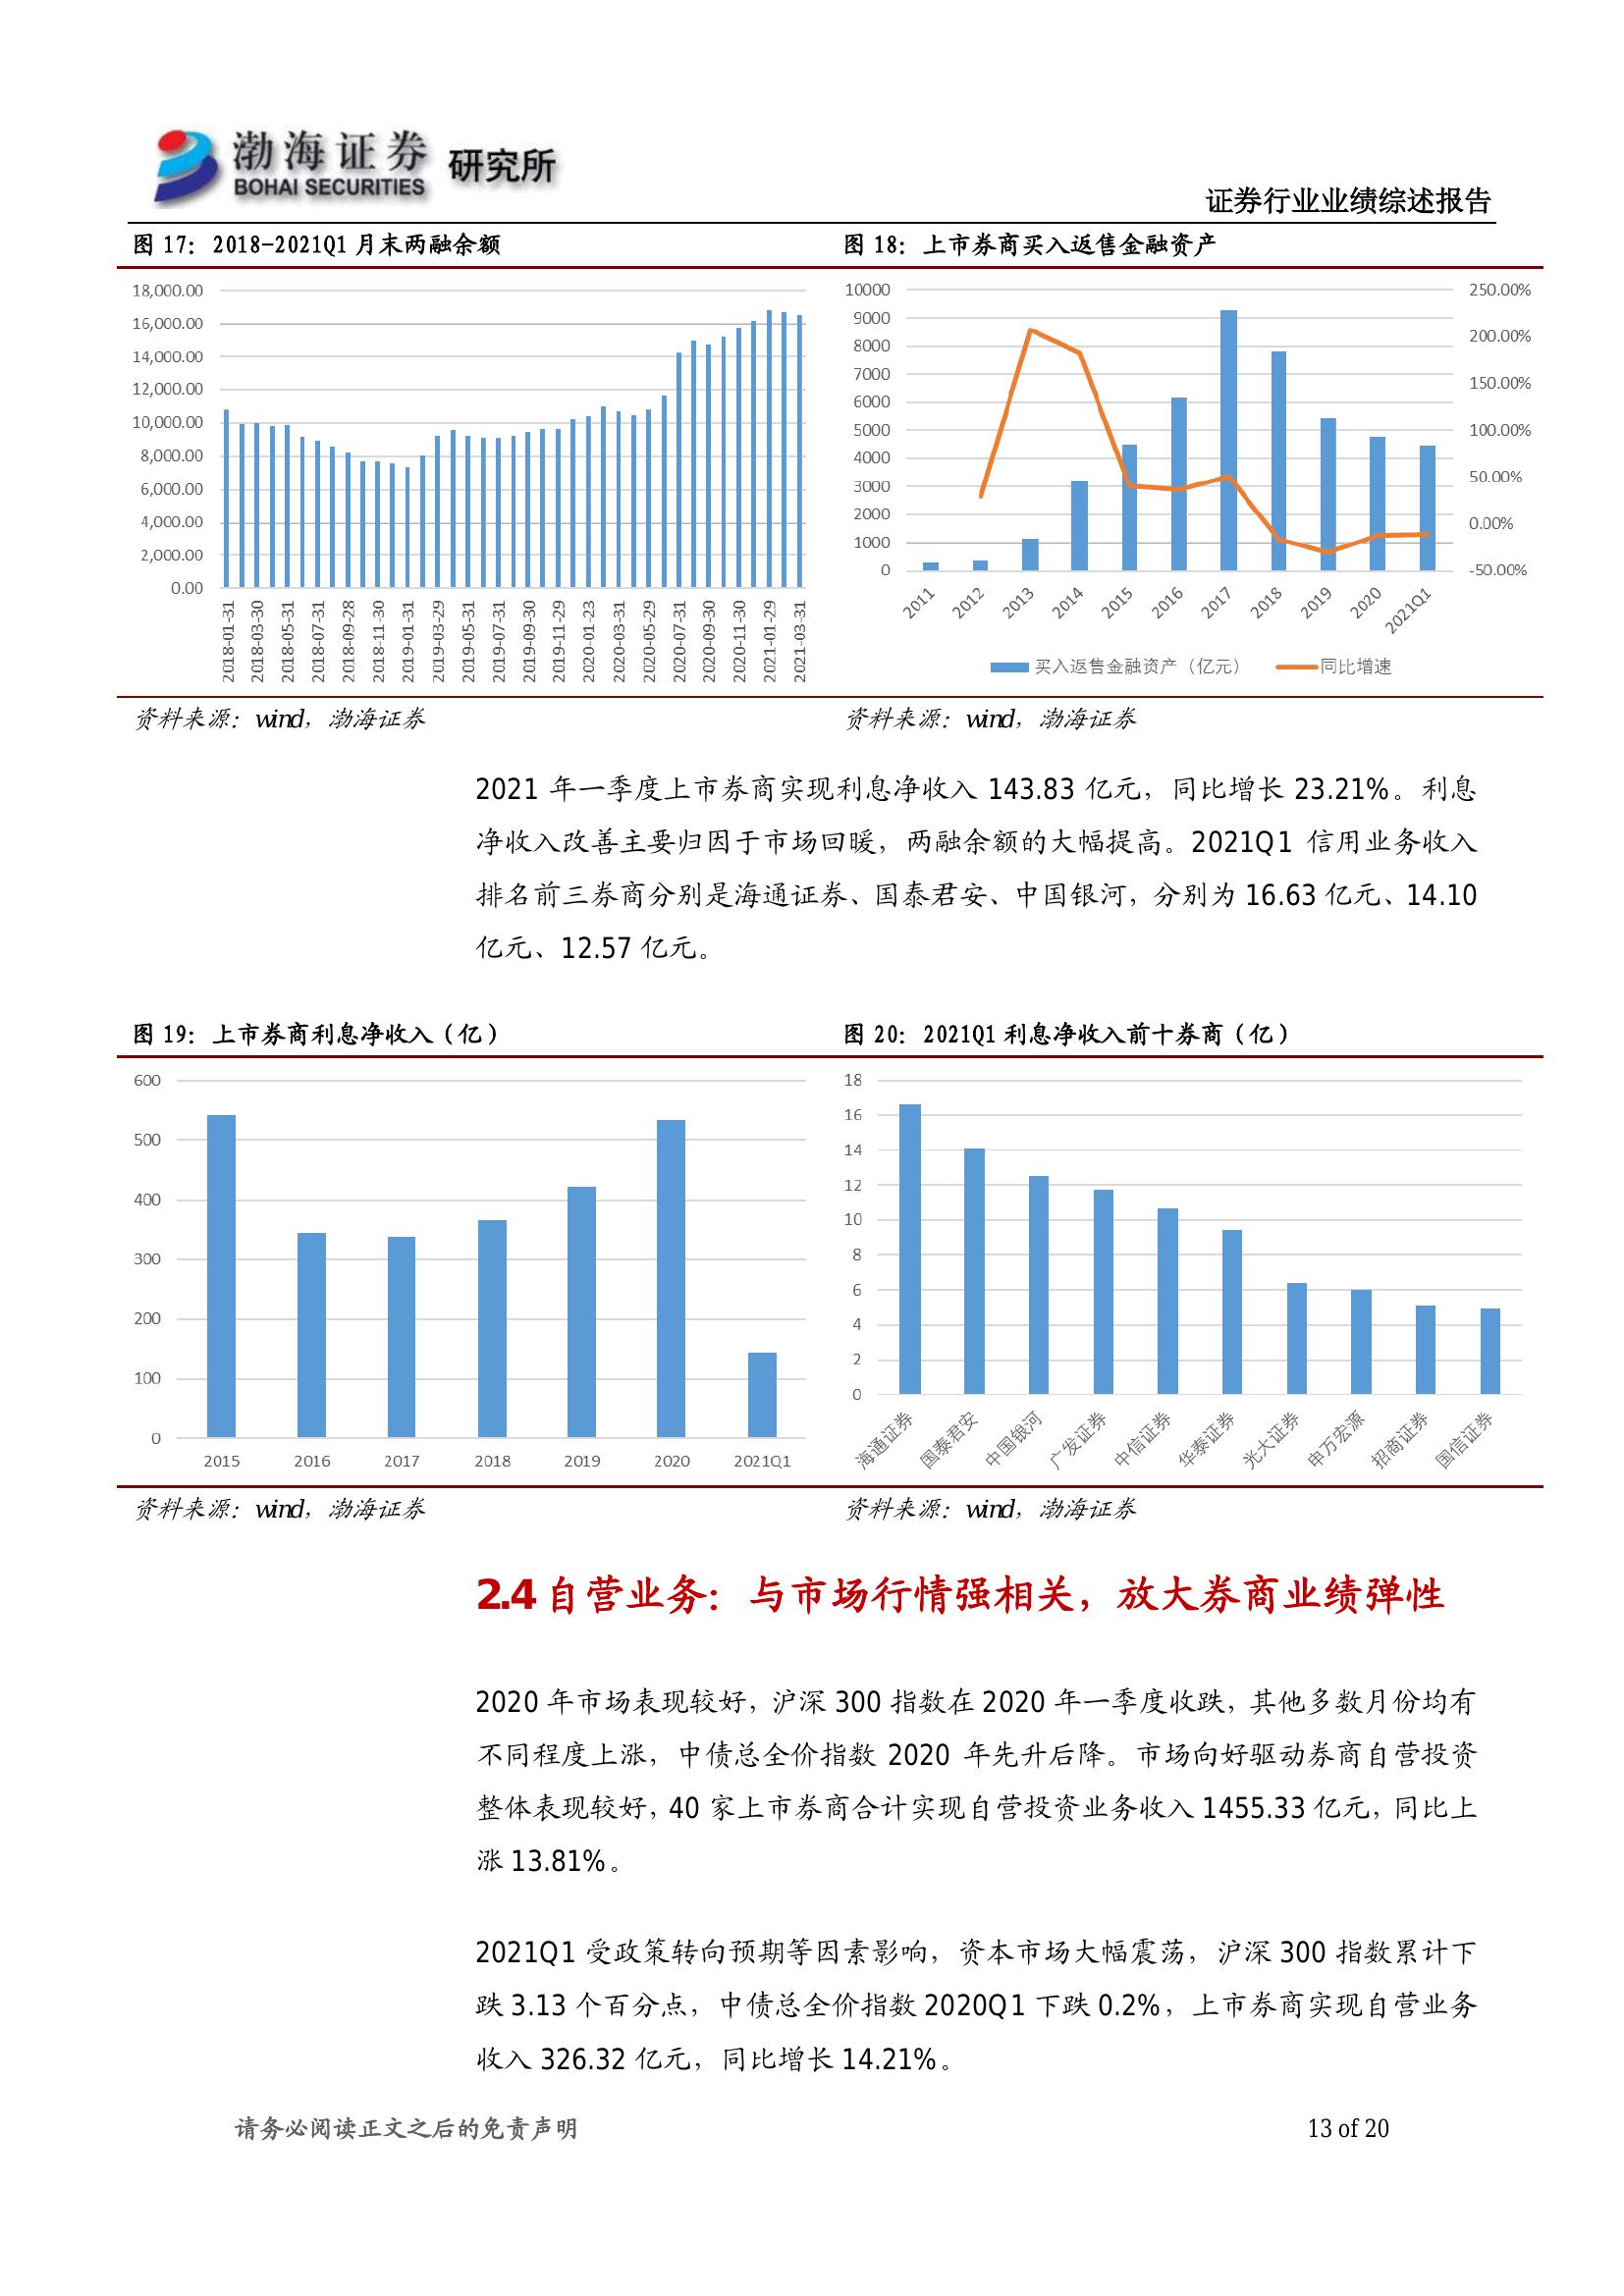 渤海证券 研究所
BOHAI SECURITIES
证券行业业绩综述报告
图 17：2018-2021Q1 月末两融余额
18,000.00
16,000.00
14,000.00
12,000.00
10,000.00
8,000.00
6,000.00
4,000.00
2,000.00
0.00
2018-01-31
2018-03-30
2018-05-31
2018-07-31
2018-09-28
2018-11-30
2019-01-31
2019-03-29
2019-05-31
2019-07-31
2019-09-30
2019-11-29
2020-01-23
2020-03-31
2020-05-29
2020-07-31
2020-09-30
2020-11-30
2021-01-29
2021-03-31
资料来源：wind，渤海证券
图 18：上市券商买入返售金融资产
10000
9000
8000
7000
6000
5000
4000
3000
2000
1000
0
250.00%
200.00%
150.00%
100.00%
50.00%
0.00%
-50.00%
2011
2012
2013
2014
2015
2016
2017
2018
2019
2020
2021Q1
买入返售金融资产（亿元） 同比增速
资料来源：wind，渤海证券
2021 年一季度上市券商实现利息净收入 143.83 亿元，同比增长 23.21%。利息
净收入改善主要归因于市场回暖，两融余额的大幅提高。2021Q1 信用业务收入
排名前三券商分别是海通证券、国泰君安、中国银河，分别为 16.63 亿元、14.10
亿元、12.57 亿元。
图 19：上市券商利息净收入（亿）
600
500
400
300
200
100
0
2015
2016
2017
2018
2019
2020
2021Q1
资料来源：wind，渤海证券
图 20：2021Q1 利息净收入前十券商（亿）
18
16
14
12
10
8
6
4
2
0
海通证券
国泰君安
中国银河
广发证券
中信证券
华泰证券
光大证券
申万宏源
招商证券
国信证券
资料来源：wind，渤海证券
2.4 自营业务：与市场行情强相关，放大券商业绩弹性
2020 年市场表现较好，沪深 300 指数在 2020 年一季度收跌，其他多数月份均有
不同程度上涨，中债总全价指数 2020 年先升后降。市场向好驱动券商自营投资
整体表现较好，40 家上市券商合计实现自营投资业务收入 1455.33 亿元，同比上
涨 13.81%。
2021Q1 受政策转向预期等因素影响，资本市场大幅震荡，沪深 300 指数累计下
跌 3.13 个百分点，中债总全价指数 2020Q1 下跌 0.2%，上市券商实现自营业务
收入 326.32 亿元，同比增长 14.21%。
请务必阅读正文之后的免责声明
13 of 20